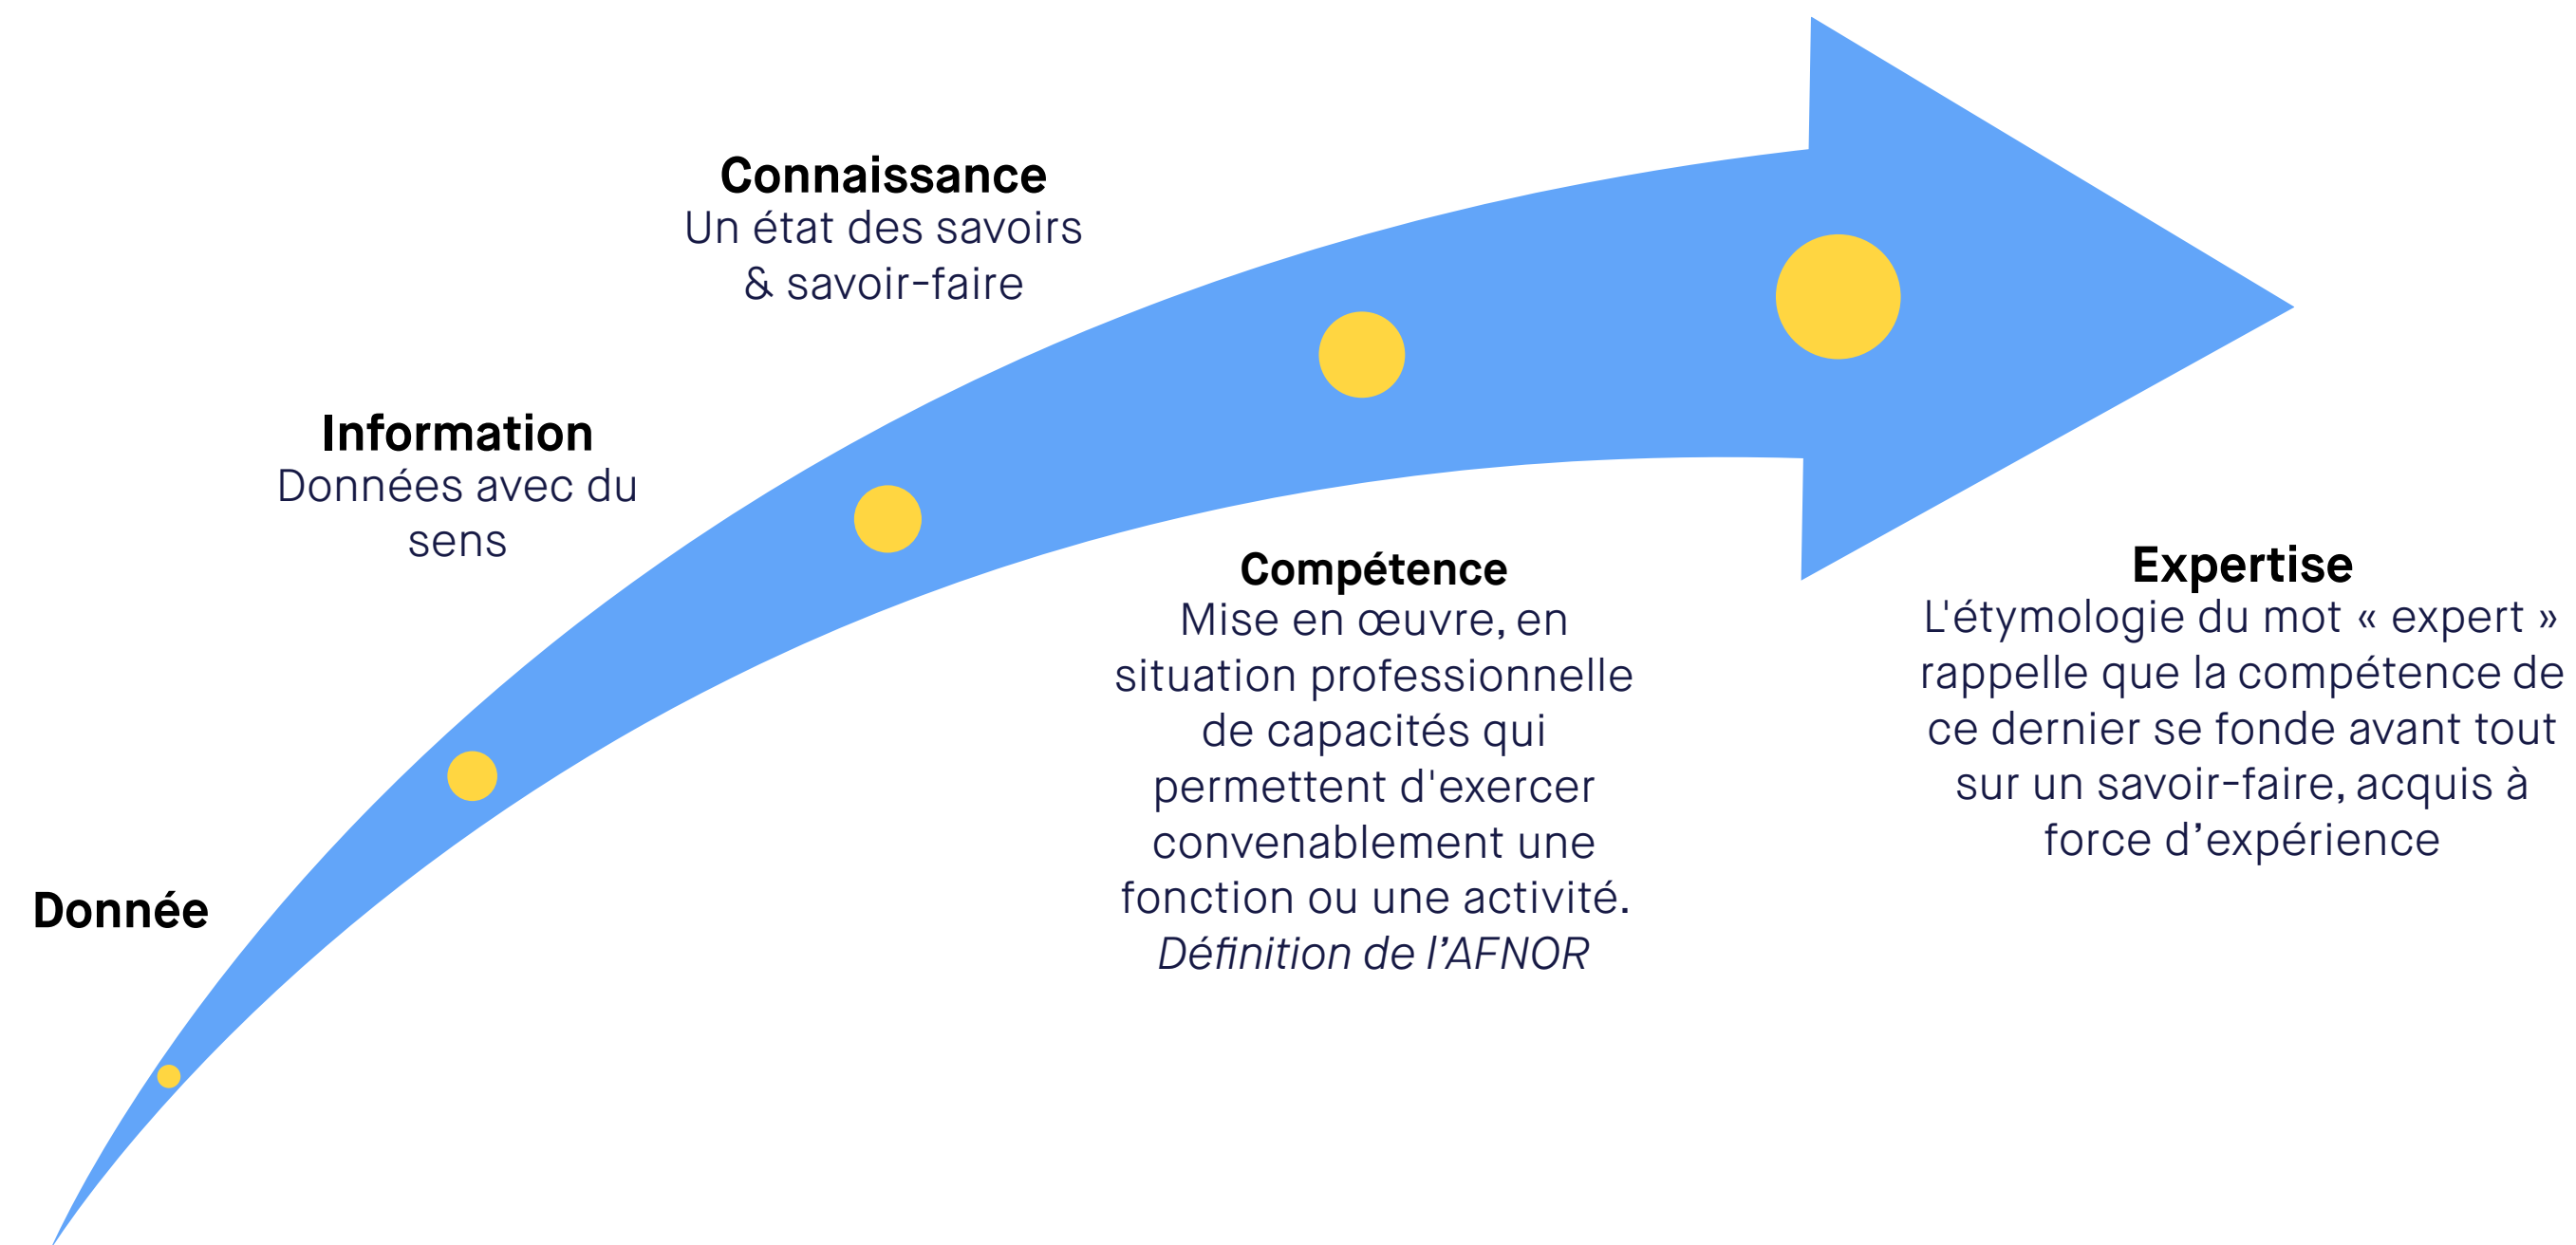 Donnée
Information
Données avec du
sens
Connaissance
Un état des savoirs
& savoir-faire
Compétence
Mise en œuvre, en
situation professionnelle
de capacités qui
permettent d'exercer
convenablement une
fonction ou une activité.
Définition de l’AFNOR
Expertise
L'étymologie du mot « expert »
rappelle que la compétence de
ce dernier se fonde avant tout
sur un savoir-faire, acquis à
force d’expérience